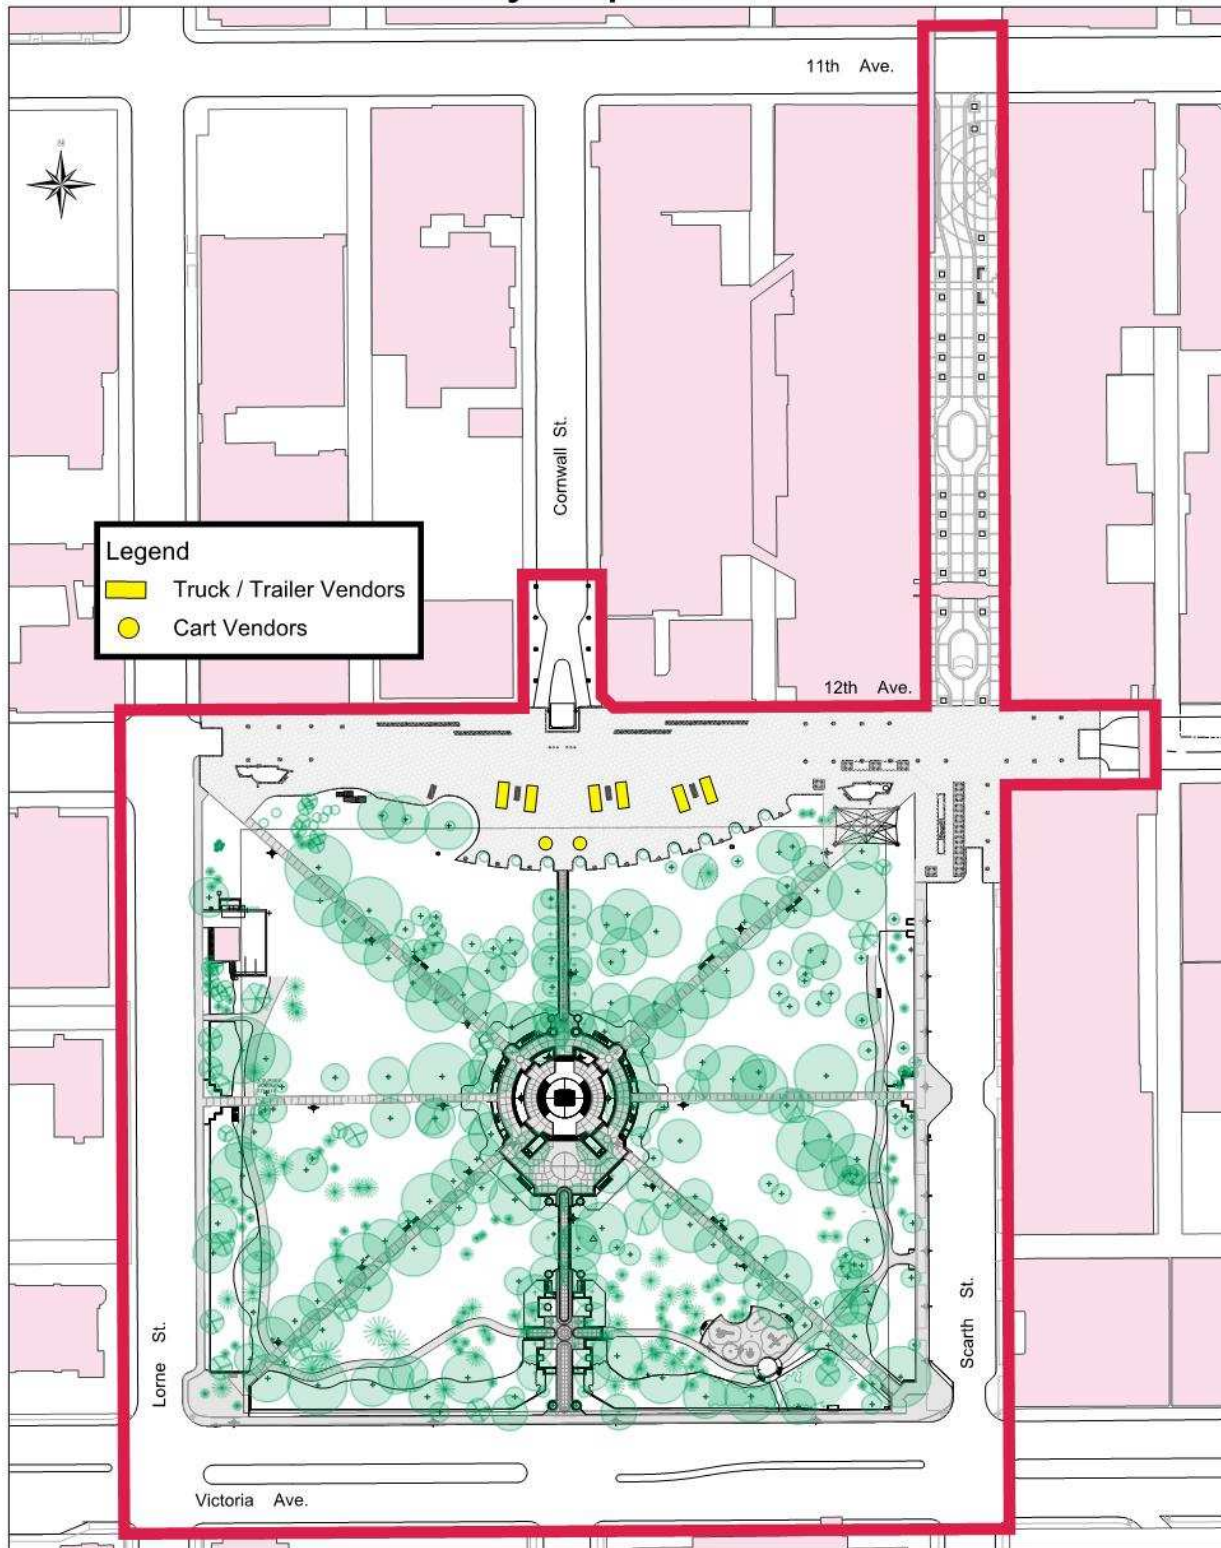 11th Ave.
Cornwall St.
Legend
Truck / Trailer Vendors
Cart Vendors
12th Ave.
Lorne St.
Scarth St.
Victoria Ave.